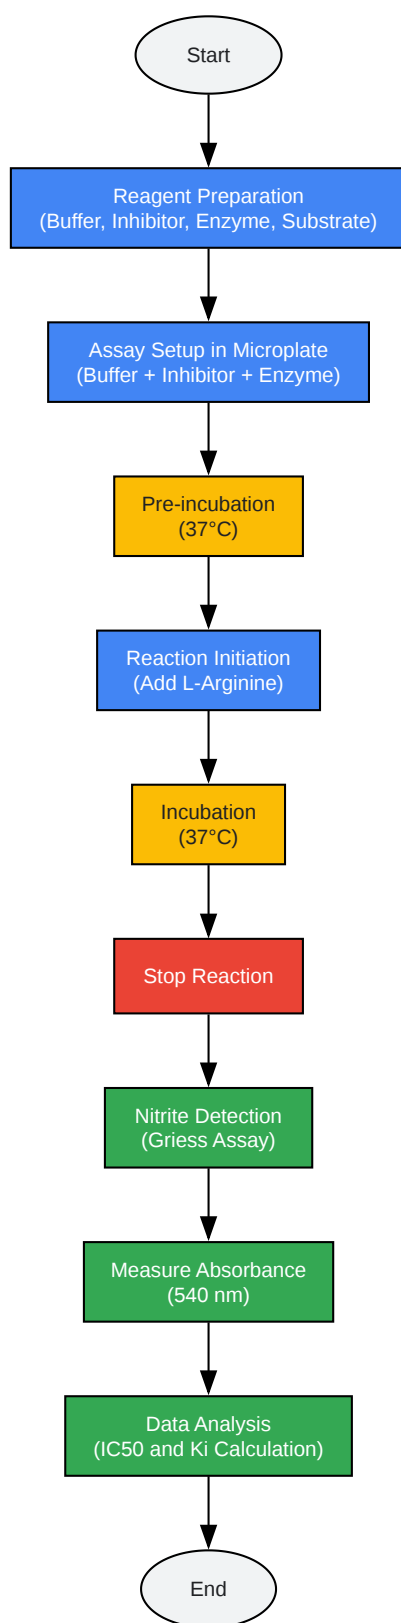 Start
Reagent Preparation
(Buffer, Inhibitor, Enzyme, Substrate)
Assay Setup in Microplate
(Buffer + Inhibitor + Enzyme)
Pre-incubation
(37°C)
Reaction Initiation
(Add L-Arginine)
Incubation
(37°C)
Stop Reaction
Nitrite Detection
(Griess Assay)
Measure Absorbance
(540 nm)
Data Analysis
(IC50 and Ki Calculation)
End